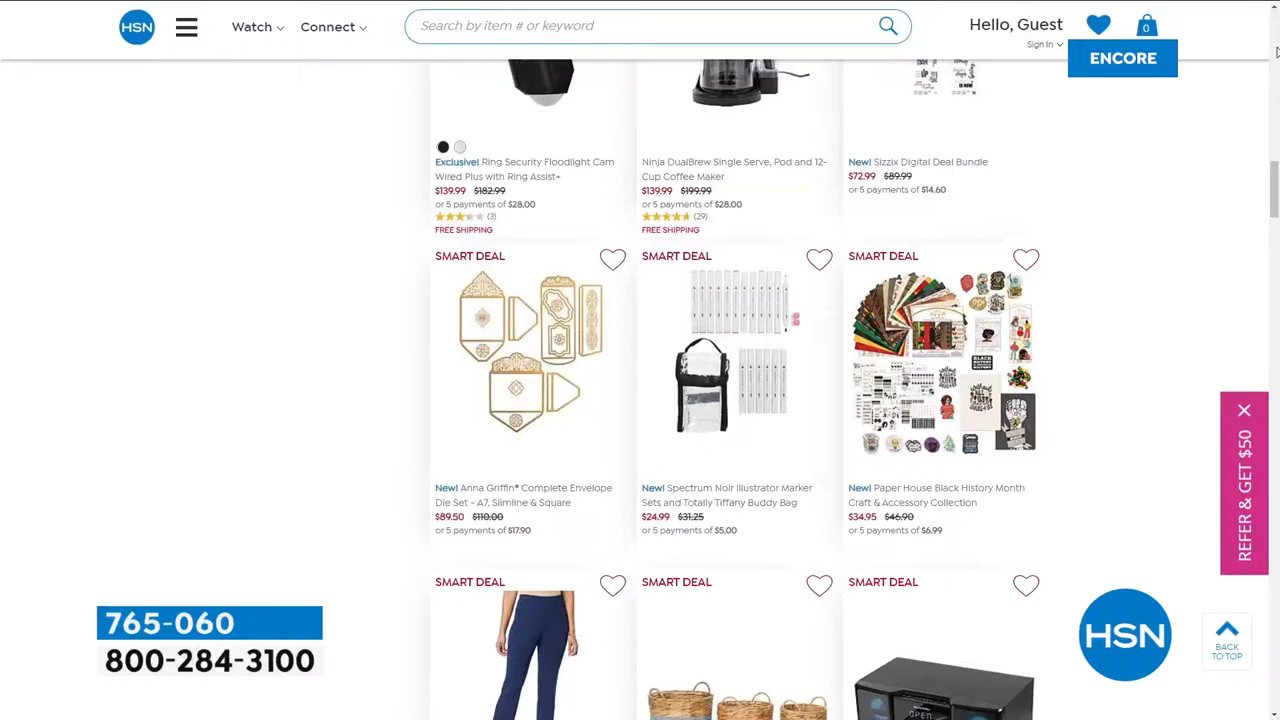 HSN
Watch
Connect
Search by item # or keyword
Hello, Guest
Sign In
0
ENCORE
Exclusive! Ring Security Floodlight Cam
Wired Plus with Ring Assist+
$139.99 $182.99
or 5 payments of $28.00
(3)
FREE SHIPPING
Ninja DualBrew Single Serve, Pod and 12-
Cup Coffee Maker
$139.99 $199.99
or 5 payments of $28.00
(29)
FREE SHIPPING
New! Sizzix Digital Deal Bundle
$72.99 $89.99
or 5 payments of $14.60
SMART DEAL
New! Anna Griffin® Complete Envelope
Die Set - A7, Slimline & Square
$89.50 $110.00
or 5 payments of $17.90
SMART DEAL
New! Spectrum Noir Illustrator Marker
Sets and Totally Tiffany Buddy Bag
$24.99 $31.25
or 5 payments of $5.00
SMART DEAL
BLACK
HISTORY
New! Paper House Black History Month
Craft & Accessory Collection
$34.95 $46.90
or 5 payments of $6.99
SMART DEAL
SMART DEAL
SMART DEAL
OPEN
REFER & GET $50
765-060
800-284-3100
HSN
BACK
TO TOP